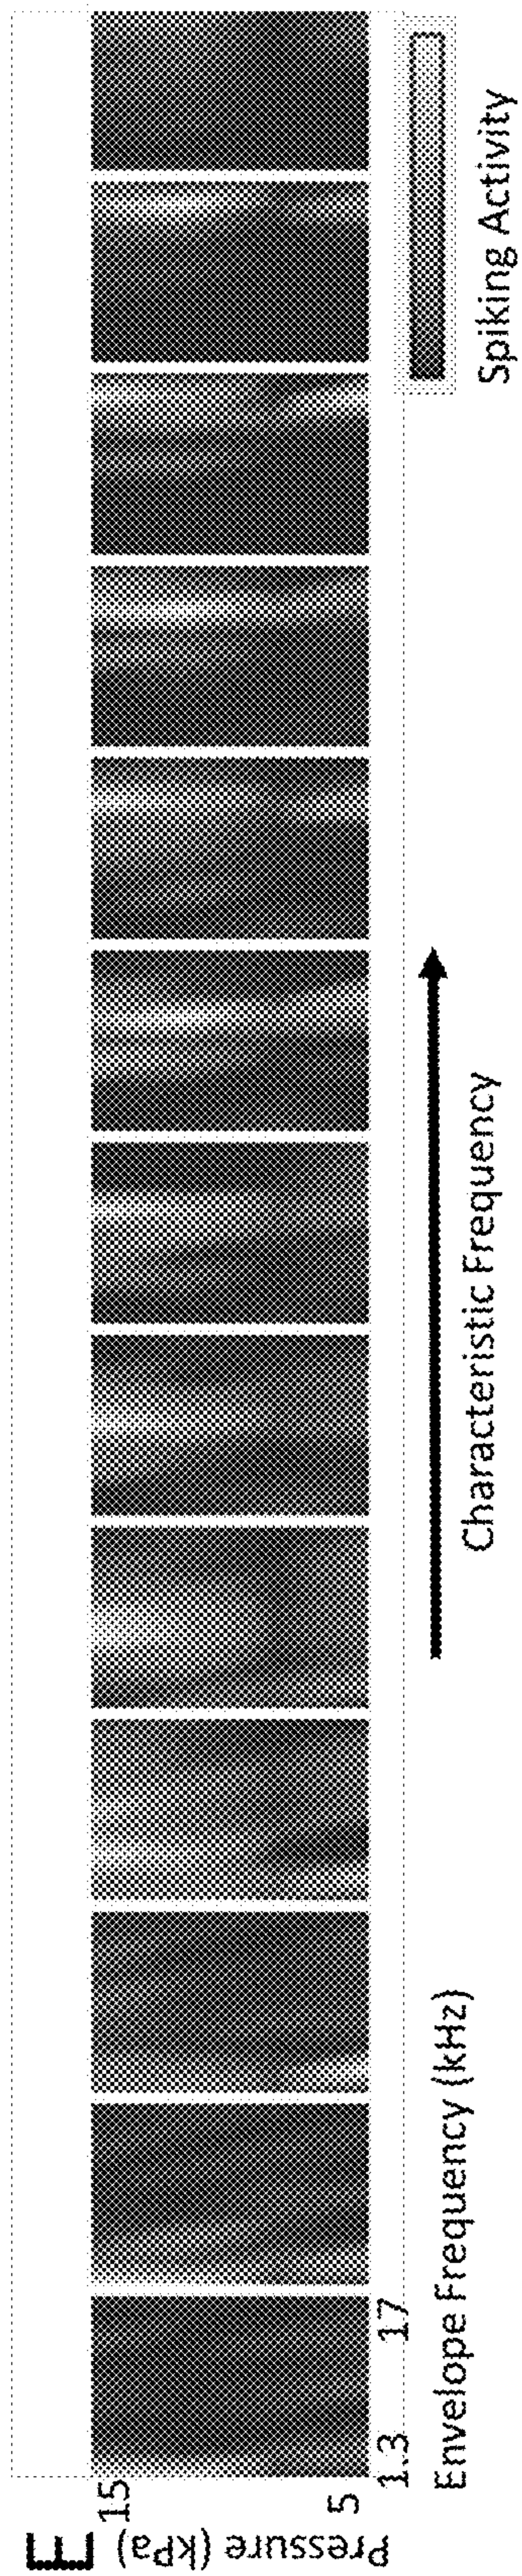 E
Pressure (kPa)
15
5
1.3
17
Envelope Frequency (kHz)
Characteristic Frequency
Spiking Activity